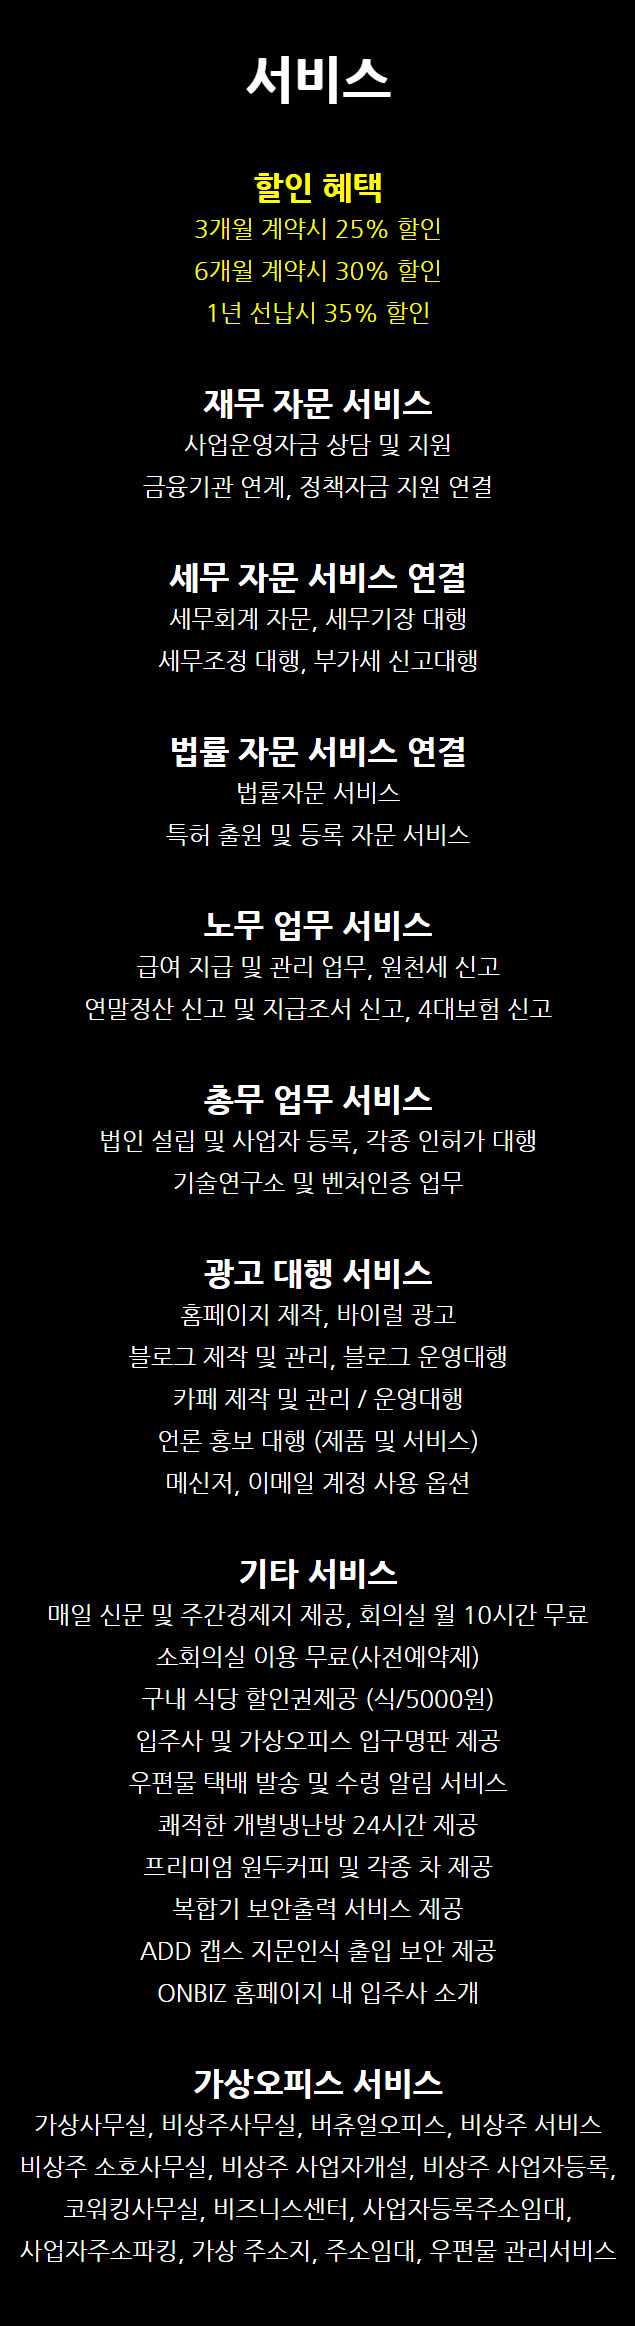 서비스
할인 혜택
3개월 계약시 25% 할인
6개월 계약시 30% 할인
1년 선납시 35% 할인
재무 자문 서비스
사업운영자금 상담 및 지원
금융기관 연계, 정책자금 지원 연결
세무 자문 서비스 연결
세무회계 자문, 세무기장 대행
세무조정 대행, 부가세 신고대행
법률 자문 서비스 연결
법률자문 서비스
특허 출원 및 등록 자문 서비스
노무 업무 서비스
급여 지급 및 관리 업무, 원천세 신고
연말정산 신고 및 지급조서 신고, 4대보험 신고
총무 업무 서비스
법인 설립 및 사업자 등록, 각종 인허가 대행
기술연구소 및 벤처인증 업무
광고 대행 서비스
홈페이지 제작, 바이럴 광고
블로그 제작 및 관리, 블로그 운영대행
카페 제작 및 관리 / 운영대행
언론 홍보 대행 (제품 및 서비스)
메신저, 이메일 계정 사용 옵션
기타 서비스
매일 신문 및 주간경제지 제공, 회의실 월 10시간 무료
소회의실 이용 무료(사전예약제)
구내 식당 할인권제공 (식/5000원)
입주사 및 가상오피스 입구명판 제공
우편물 택배 발송 및 수령 알림 서비스
쾌적한 개별냉난방 24시간 제공
프리미엄 원두커피 및 각종 차 제공
복합기 보안출력 서비스 제공
ADD 캡스 지문인식 출입 보안 제공
ONBIZ 홈페이지 내 입주사 소개
가상오피스 서비스
가상사무실, 비상주사무실, 버츄얼오피스, 비상주 서비스
비상주 소호사무실, 비상주 사업자개설, 비상주 사업자등록,
코워킹사무실, 비즈니스센터, 사업자등록주소임대,
사업자주소파킹, 가상 주소지, 주소임대, 우편물 관리서비스